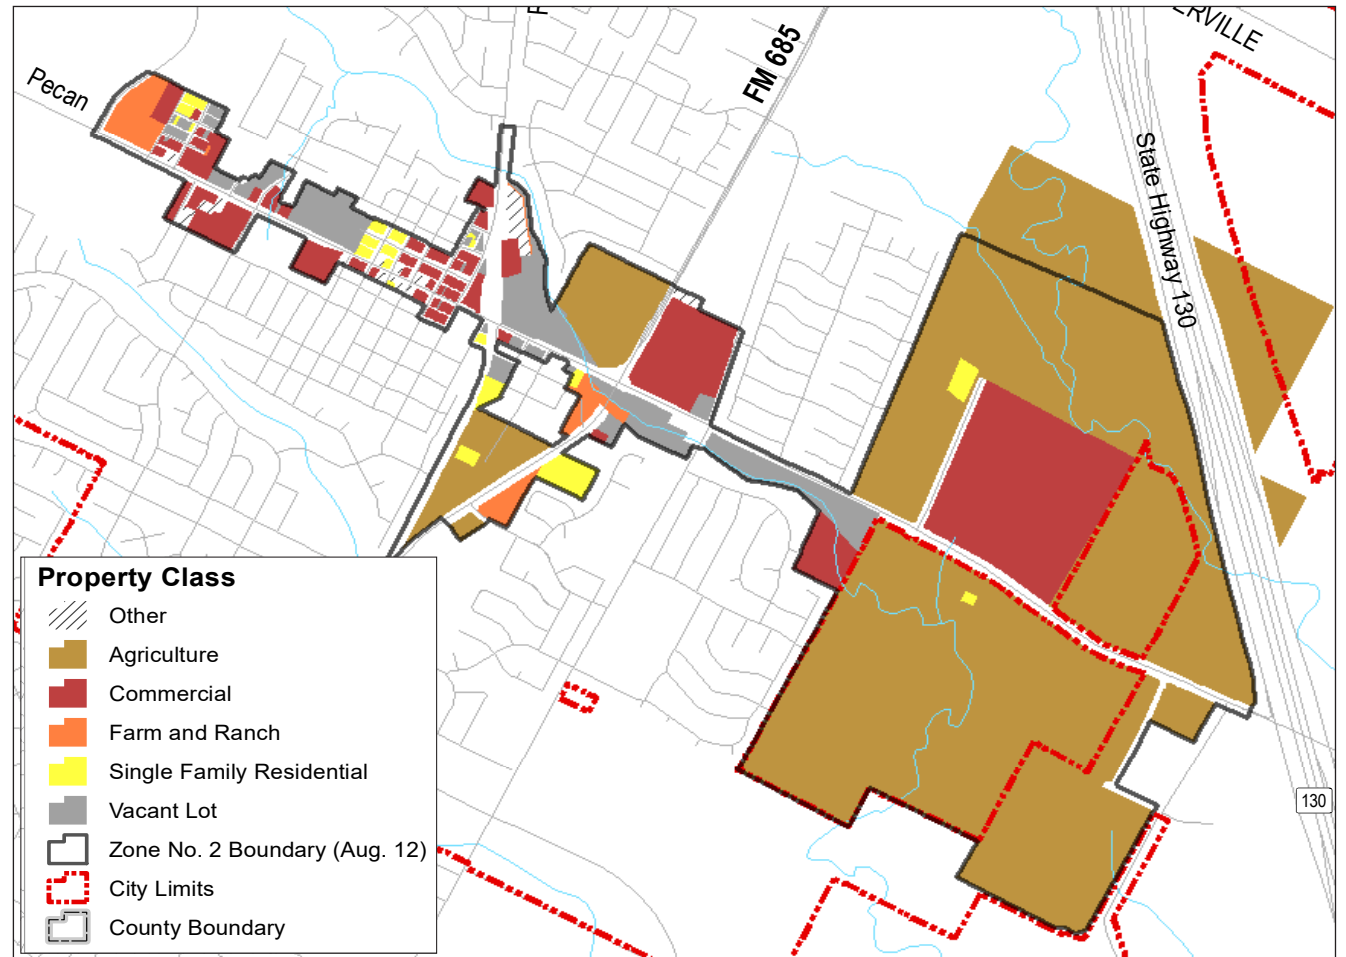 ERVILLE
FM 685
Pecan
State Highway 130
130
Property Class
Other
Agriculture
Commercial
Farm and Ranch
Single Family Residential
Vacant Lot
Zone No. 2 Boundary (Aug. 12)
City Limits
County Boundary